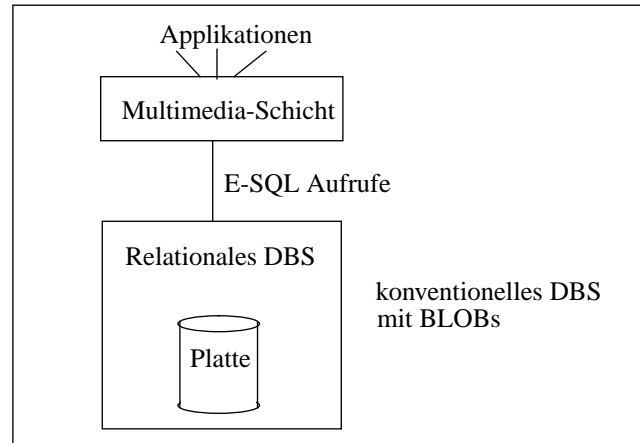 Applikationen
Multimedia-Schicht
E-SQL Aufrufe
Relationales DBS
konventionelles DBS
mit BLOBs
Platte